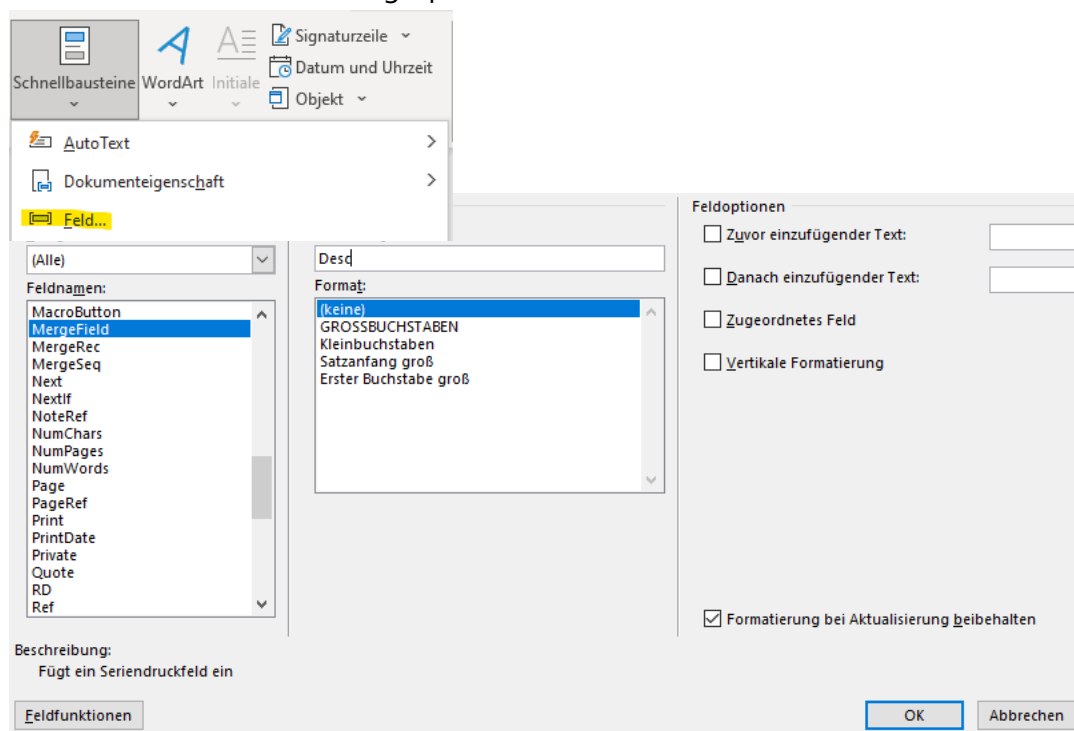 Signaturzeile
Schnellbausteine WordArt Initiale
Datum und Uhrzeit
Objekt
AutoText
Dokumenteigenschaft
Feld...
(Alle)
Feldnamen:
MacroButton
MergeField
MergeRec
MergeSeq
Next
NextIf
NoteRef
NumChars
NumPages
NumWords
Page
PageRef
Print
PrintDate
Private
Quote
RD
Ref
Desc
Format:
(keine)
GROSSBUCHSTABEN
Kleinbuchstaben
Satzanfang groß
Erster Buchstabe groß
Feldoptionen
Zuvor einzufügender Text:
Danach einzufügender Text:
Zugeordnetes Feld
Vertikale Formatierung
Formatierung bei Aktualisierung beibehalten
Beschreibung:
Fügt ein Seriendruckfeld ein
Feldfunktionen
OK
Abbrechen